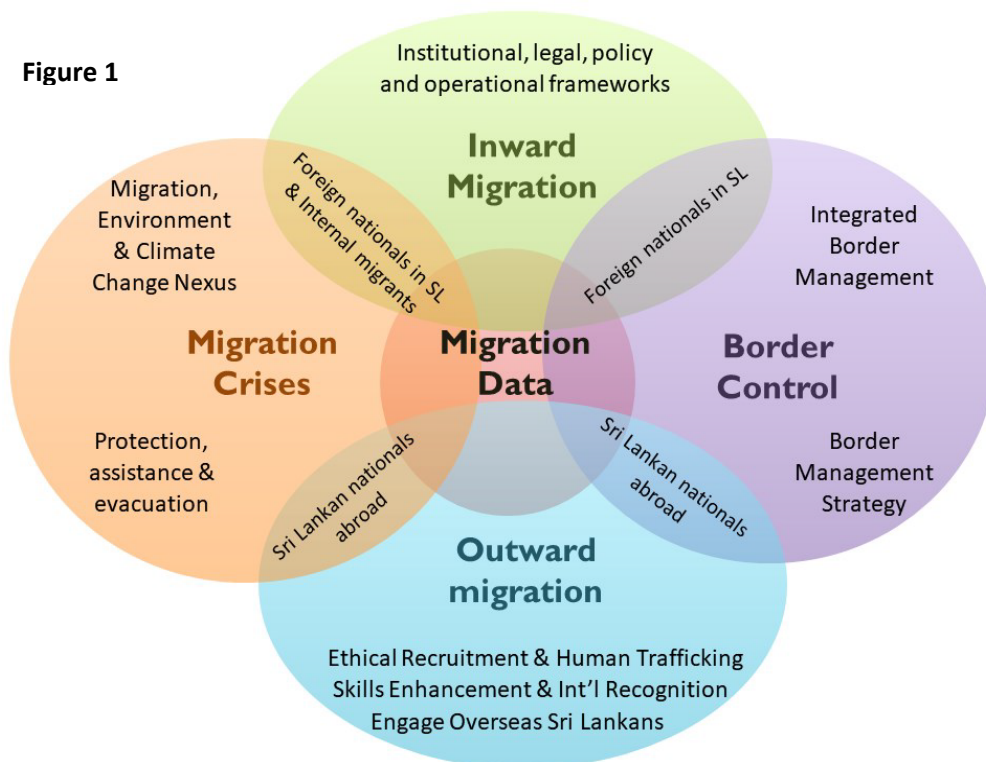 Figure 1
Institutional, legal, policy
and operational frameworks
Inward
Migration
Foreign nationals in SL
& Internal migrants
Foreign nationals in SL
Migration,
Environment
& Climate
Change Nexus
Integrated
Border
Management
Migration
Crises
Migration
Data
Border
Control
Protection,
assistance &
evacuation
Sri Lankan nationals
abroad
Sri Lankan nationals
abroad
Border
Management
Strategy
Outward
migration
Ethical Recruitment & Human Trafficking
Skills Enhancement & Int'l Recognition
Engage Overseas Sri Lankans